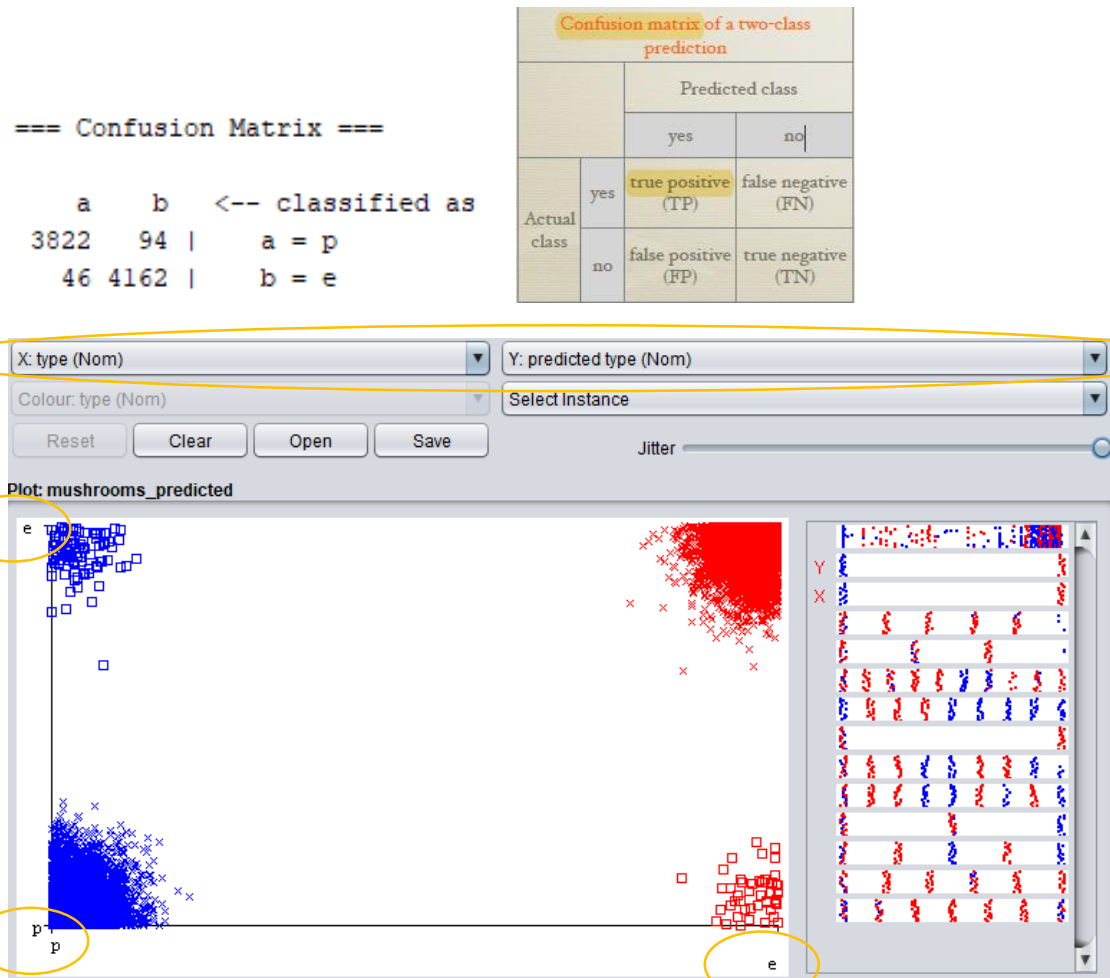 === Confusion Matrix ===
a b <-- classified as
3822 94 | a = p
46 4162 | b = e
Confusion matrix of a two-class
prediction
Predicted class
yes no
Actual
class
yes
true positive
(TP)
false negative
(FN)
no
false positive
(FP)
true negative
(TN)
X: type (Nom)
Y: predicted type (Nom)
Colour: type (Nom)
Select Instance
Reset Clear Open Save
Jitter
Plot: mushrooms_predicted
e
p
p
e
Y
X